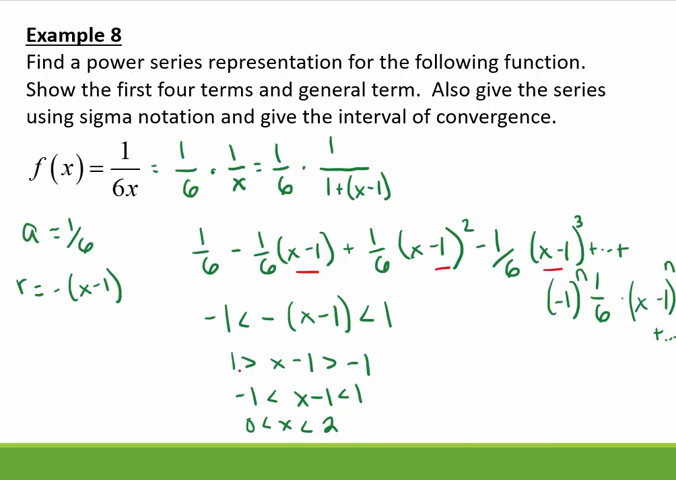 Example 8
Find a power series representation for the following function.
Show the first four terms and general term.  Also give the series
using sigma notation and give the interval of convergence.
f(x) = 1/6x = 1/6 · 1/x = 1/6 · 1/(1+(x-1))
a = 1/6
r = -(x-1)
1/6 - 1/6(x-1) + 1/6(x-1)^2 - 1/6(x-1)^3 + ... +
(-1)^n 1/6 · (x-1)^n
+...
-1 < -(x-1) < 1
1 > x-1 > -1
-1 < x-1 < 1
0 < x < 2